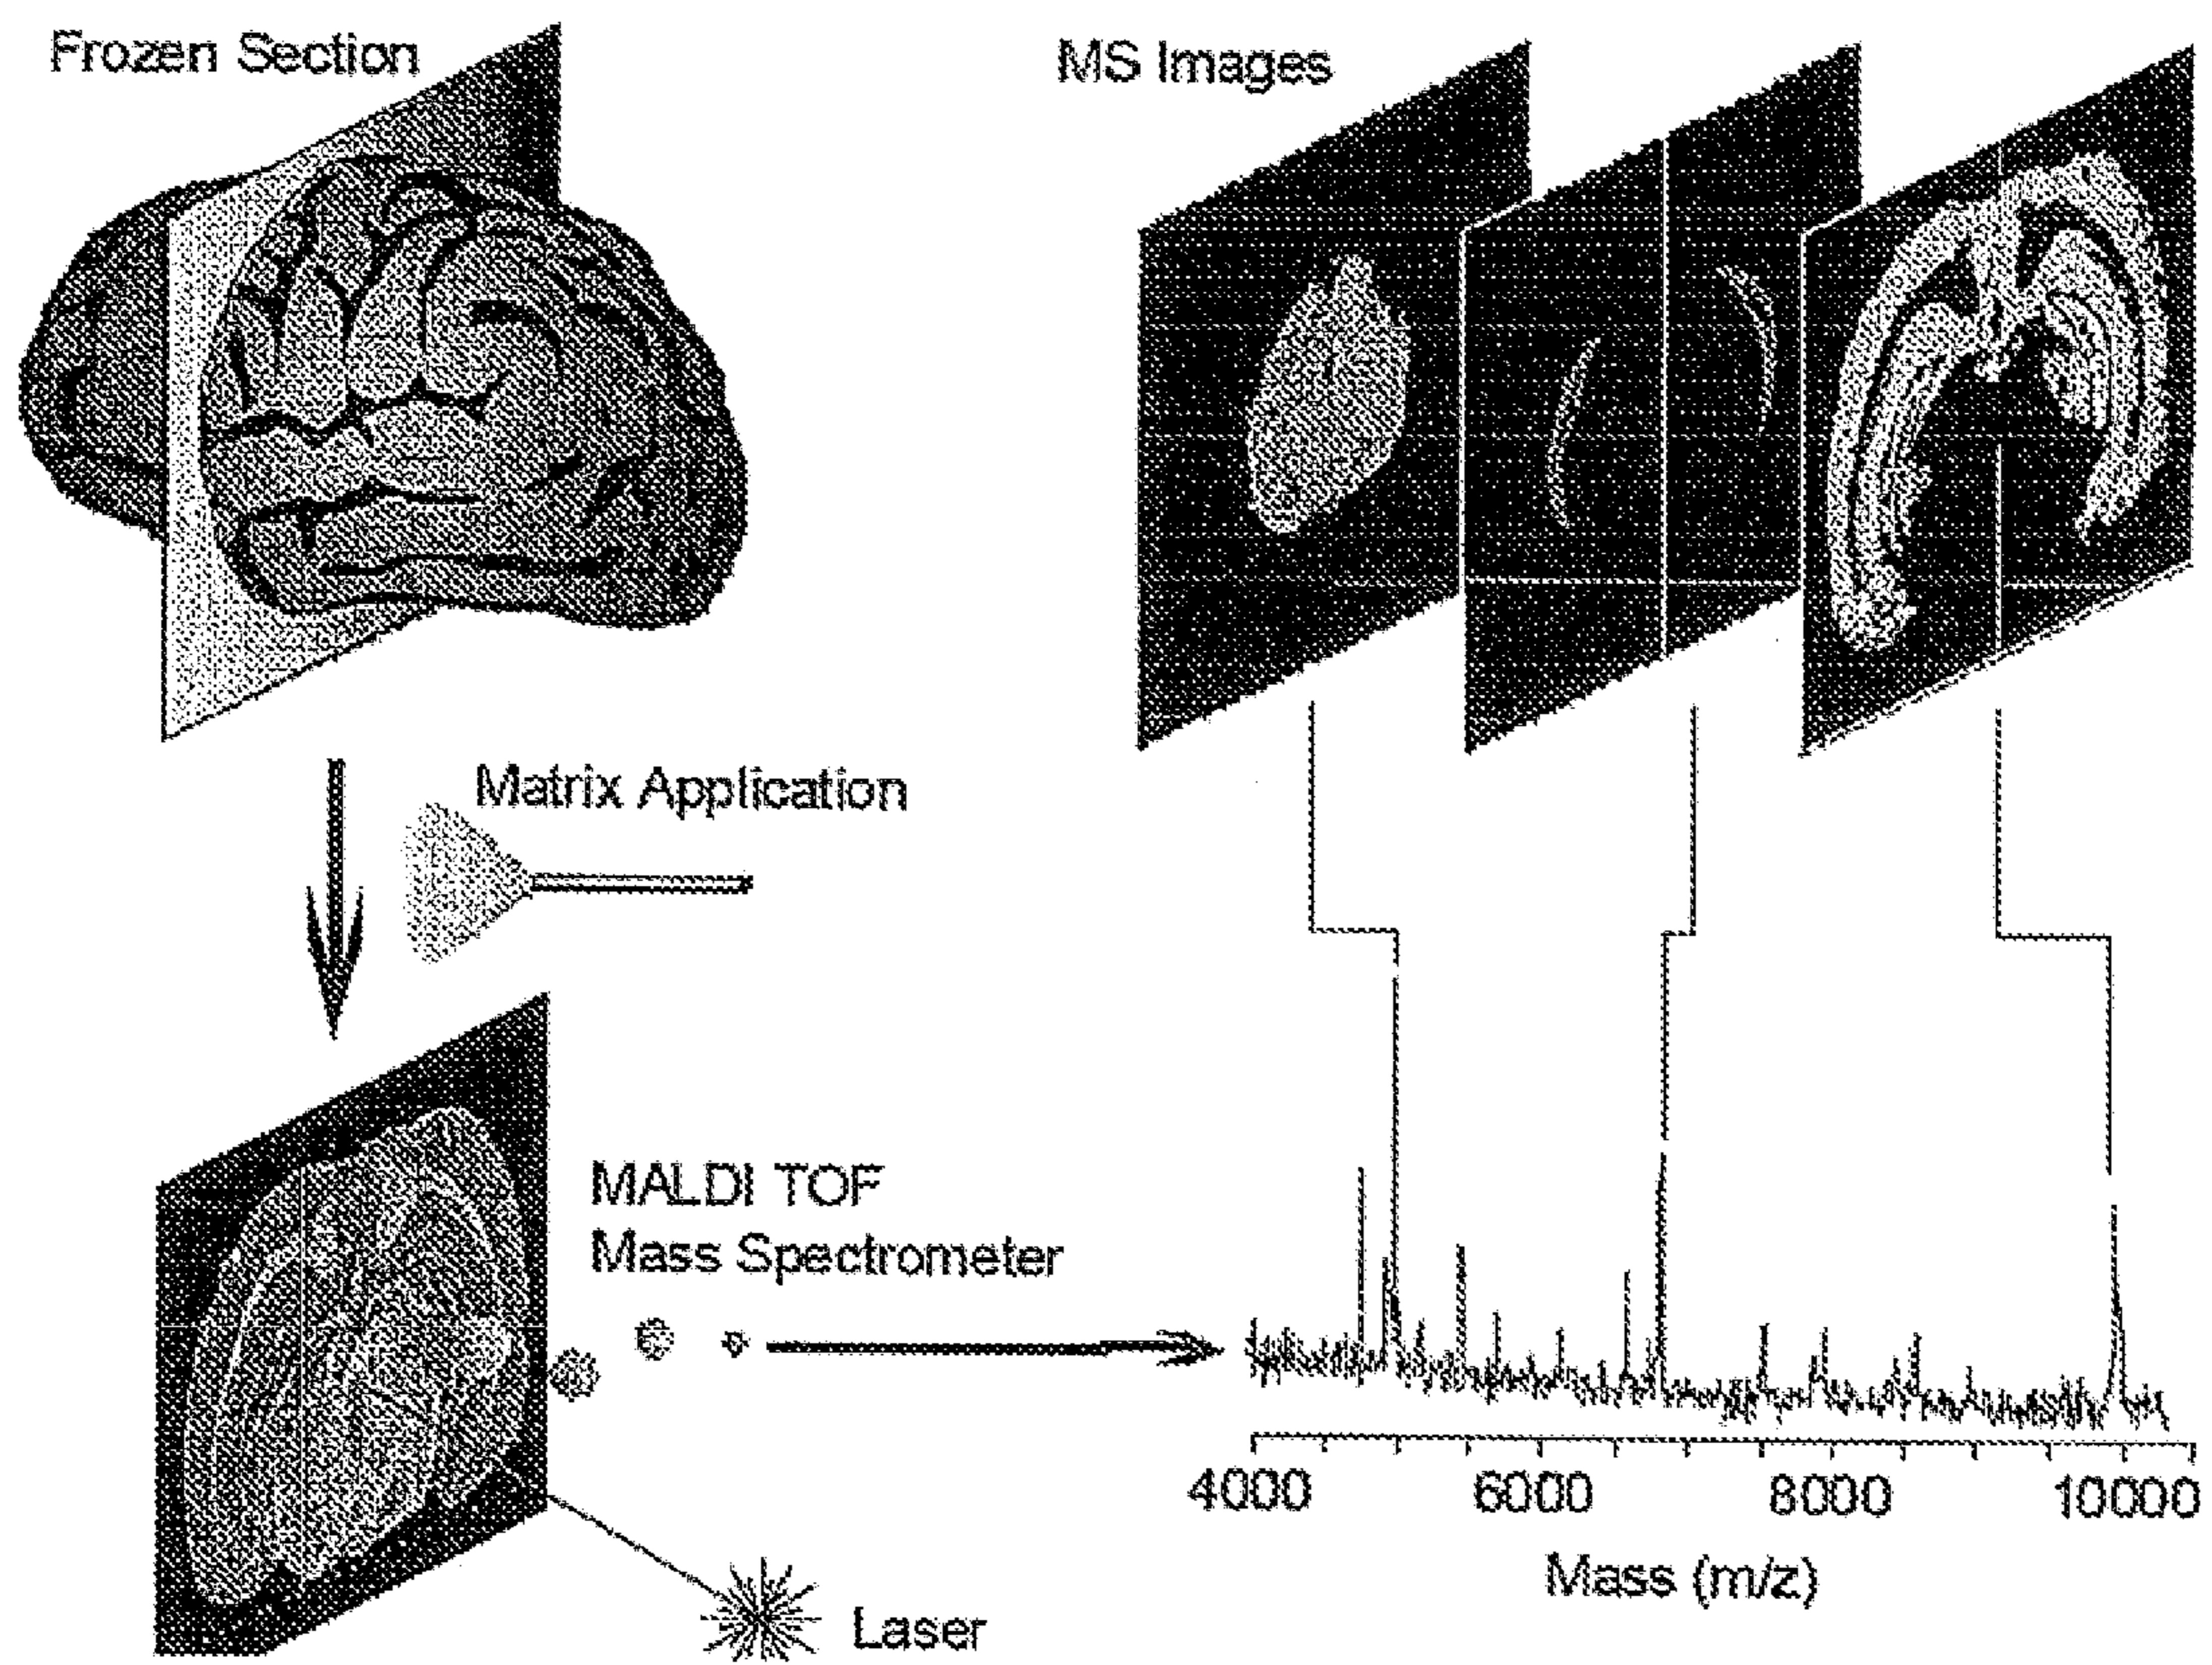 Frozen Section
MS Images
Matrix Application
MALDI TOF
Mass Spectrometer
4000 6000 8000 10000
Mass (m/z)
Laser